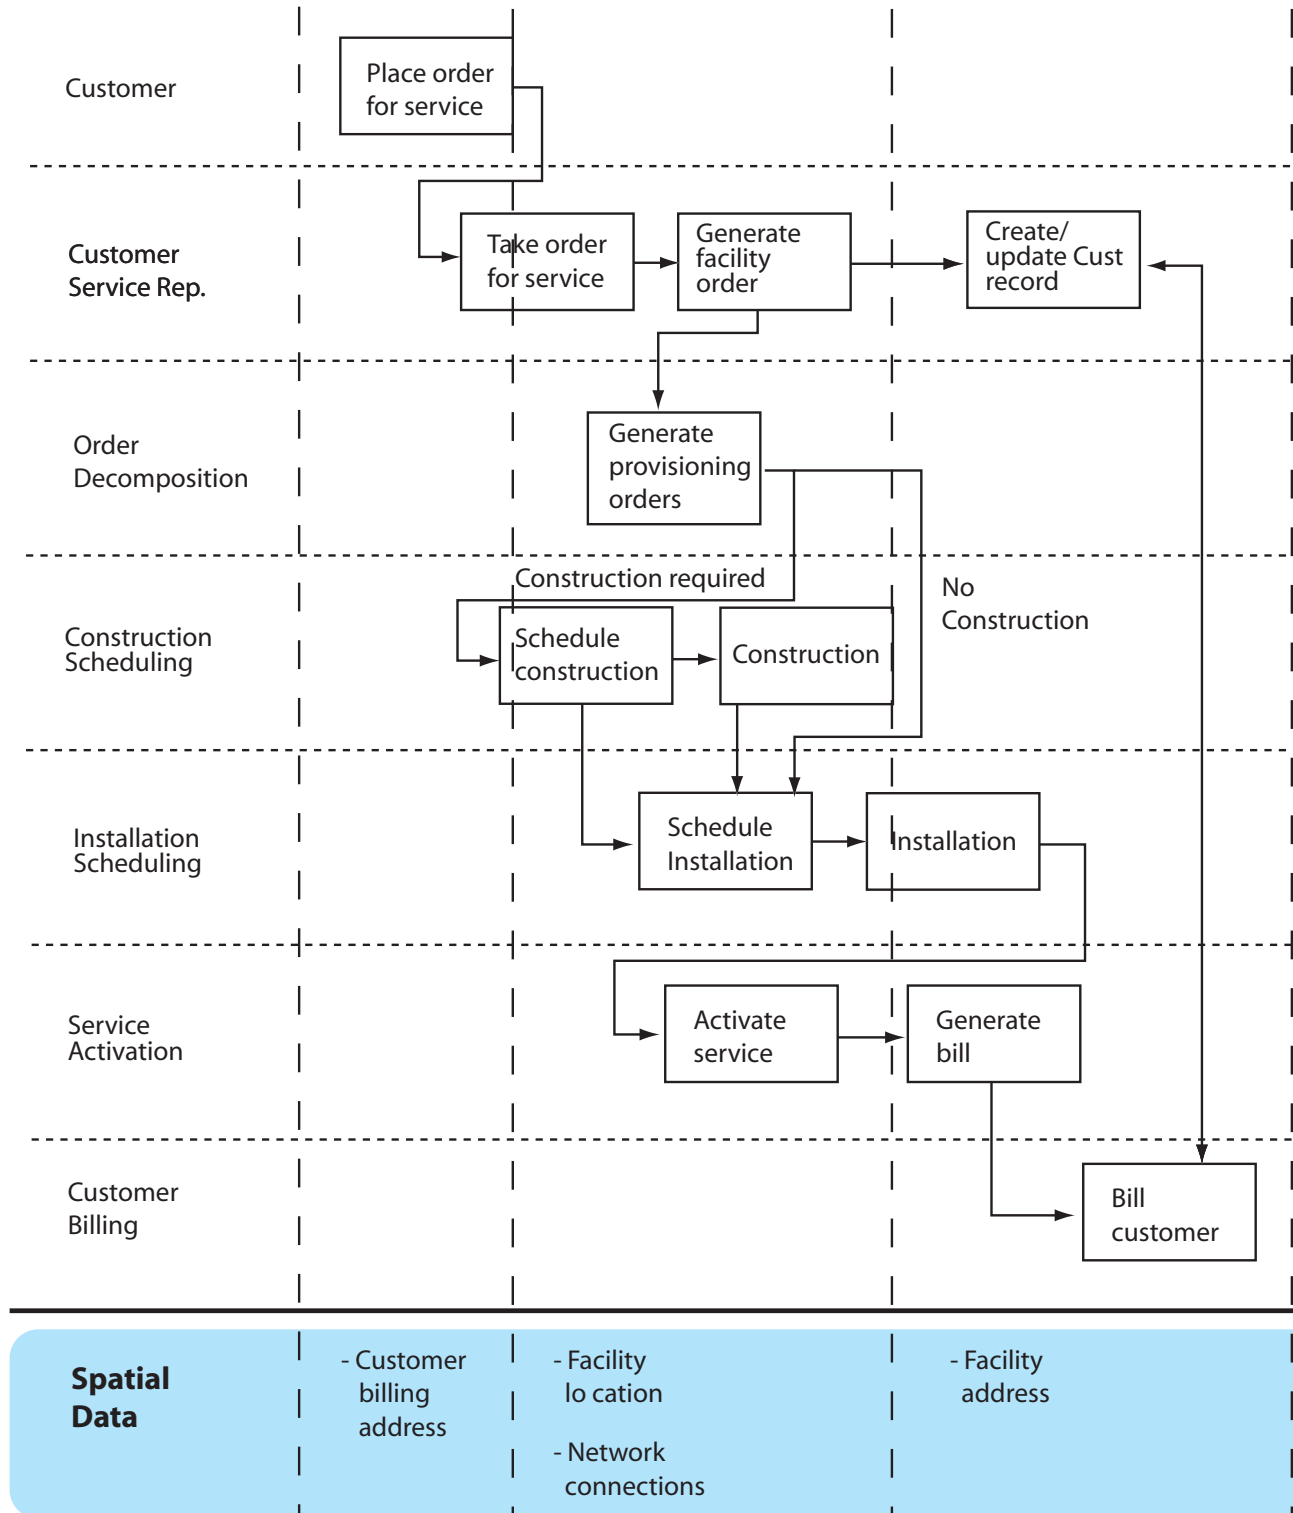 Customer
Place order
for service
Customer
Service Rep.
Take order
for service
Generate
facility
order
Create/
update Cust
record
Order
Decomposition
Generate
provisioning
orders
Construction required
No
Construction
Construction
Scheduling
Schedule
construction
Construction
Installation
Scheduling
Schedule
Installation
Installation
Service
Activation
Activate
service
Generate
bill
Customer
Billing
Bill
customer
Spatial
Data
- Customer
billing
address
- Facility
lo cation
- Network
connections
- Facility
address